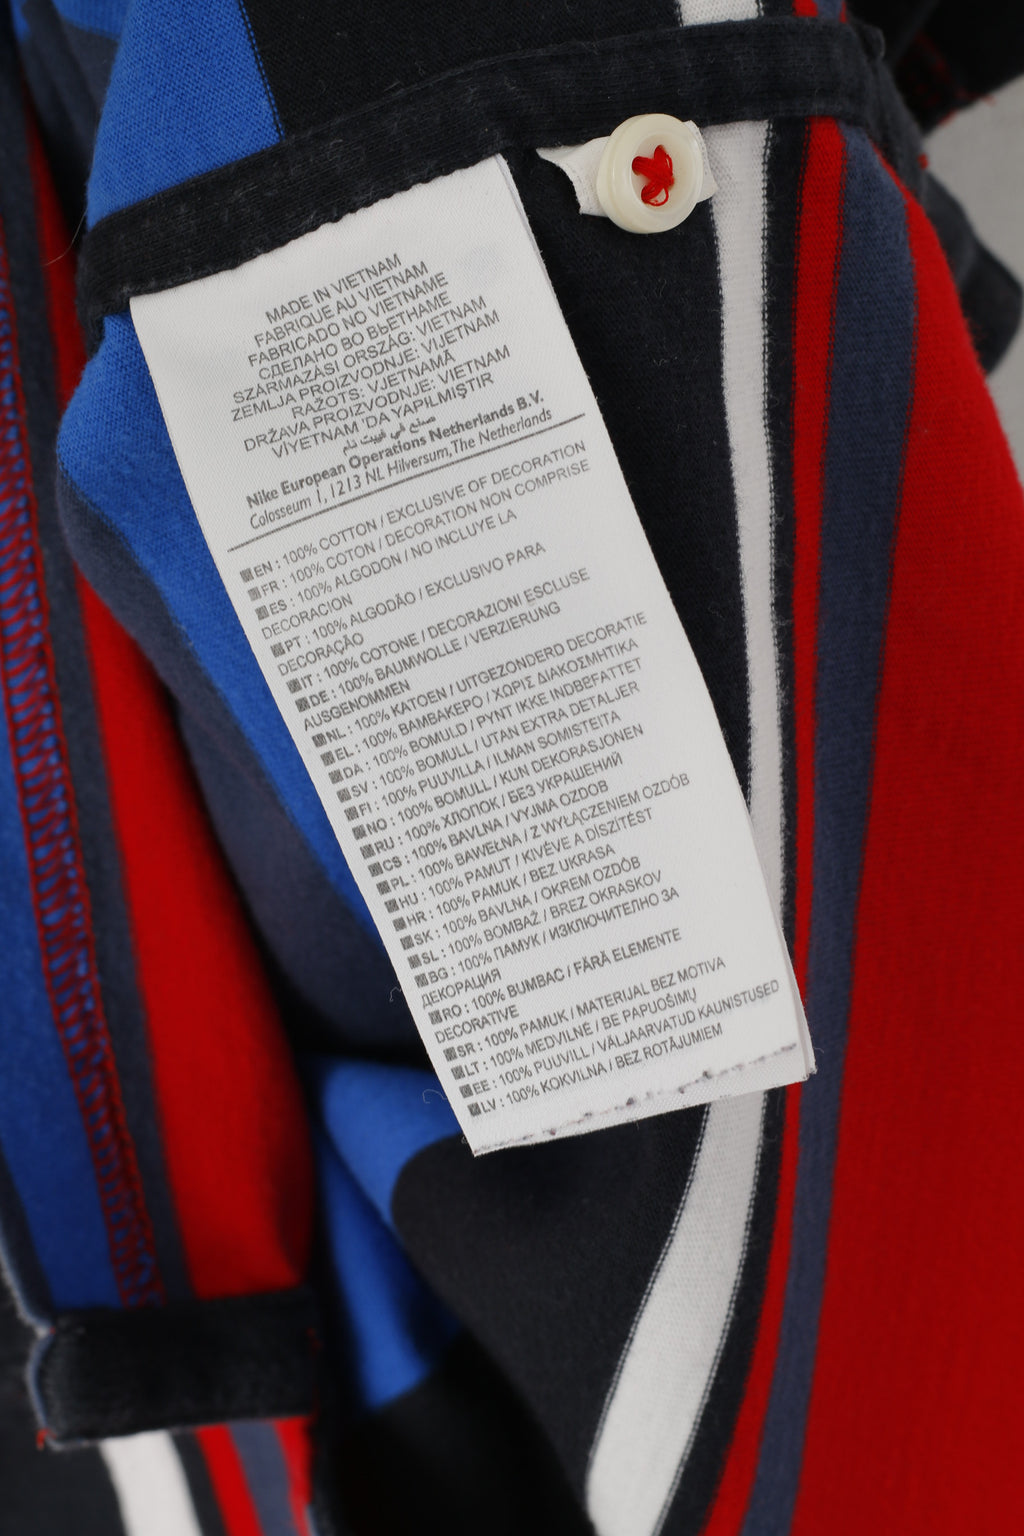 MADE IN VIETNAM
FABRIQUE AU VIETNAM
FABRICADO NO VIETNAME
СДЕЛАНО ВО ВЬЕТНАМЕ
SZÁRMAZÁSI ORSZÁG: VIETNAM
ZEMLJA PROIZVODNJE: VIJETNAM
RAŽOTS: VJETNAMĀ
DRŽAVA PROIZVODNJE: VIETNAM
VİYETNAM 'DA YAPILMIŞTIR
صنع في فييت نام
Nike European Operations Netherlands B.V.
Colosseum 1, 1213 NL Hilversum, The Netherlands
EN : 100% COTTON / EXCLUSIVE OF DECORATION
FR : 100% COTON / DECORATION NON COMPRISE
ES : 100% ALGODON / NO INCLUYE LA
DECORACION
PT : 100% ALGODÃO / EXCLUSIVO PARA
DECORAÇÃO
IT : 100% COTONE / DECORAZIONI ESCLUSE
DE : 100% BAUMWOLLE / VERZIERUNG
AUSGENOMMEN
NL : 100% KATOEN / UITGEZONDERD DECORATIE
EL : 100% ΒΑΜΒΑΚΕΡΟ / ΧΩΡΙΣ ΔΙΑΚΟΣΜΗΤΙΚΑ
DA : 100% BOMULD / PYNT IKKE INDBEFATTET
SV : 100% BOMULL / UTAN EXTRA DETALJER
FI : 100% PUUVILLA / ILMAN SOMISTEITA
NO : 100% BOMULL / KUN DEKORASJONEN
RU : 100% ХЛОПОК / БЕЗ УКРАШЕНИЙ
CS : 100% BAVLNA / VYJMA OZDOB
PL : 100% BAWEŁNA / Z WYŁĄCZENIEM OZDÓB
HU : 100% PAMUT / KIVÉVE A DÍSZÍTÉST
HR : 100% PAMUK / BEZ UKRASA
SK : 100% BAVLNA / OKREM OZDÔB
SL : 100% BOMBAŽ / BREZ OKRASKOV
BG : 100% ПАМУК / ИЗКЛЮЧИТЕЛНО ЗА
ДЕКОРАЦИЯ
RO : 100% BUMBAC / FĂRĂ ELEMENTE
DECORATIVE
SR : 100% PAMUK / MATERIJAL BEZ MOTIVA
LT : 100% MEDVILNĖ / BE PAPUOŠIMŲ
EE : 100% PUUVILL / VÄLJAARVATUD KAUNISTUSED
LV : 100% KOKVILNA / BEZ ROTĀJUMIEM